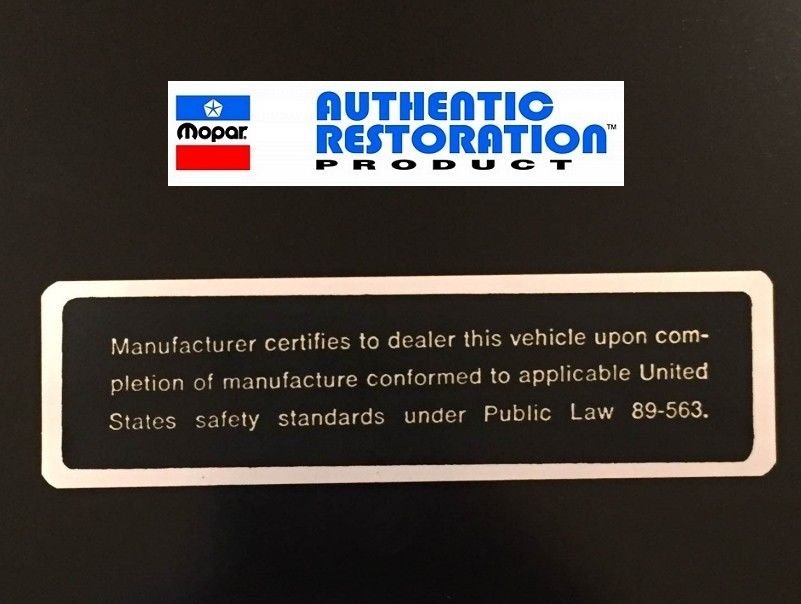 Mopar.
AUTHENTIC
RESTORATION™
PRODUCT
Manufacturer certifies to dealer this vehicle upon com-
pletion of manufacture conformed to applicable United
States safety standards under Public Law 89-563.